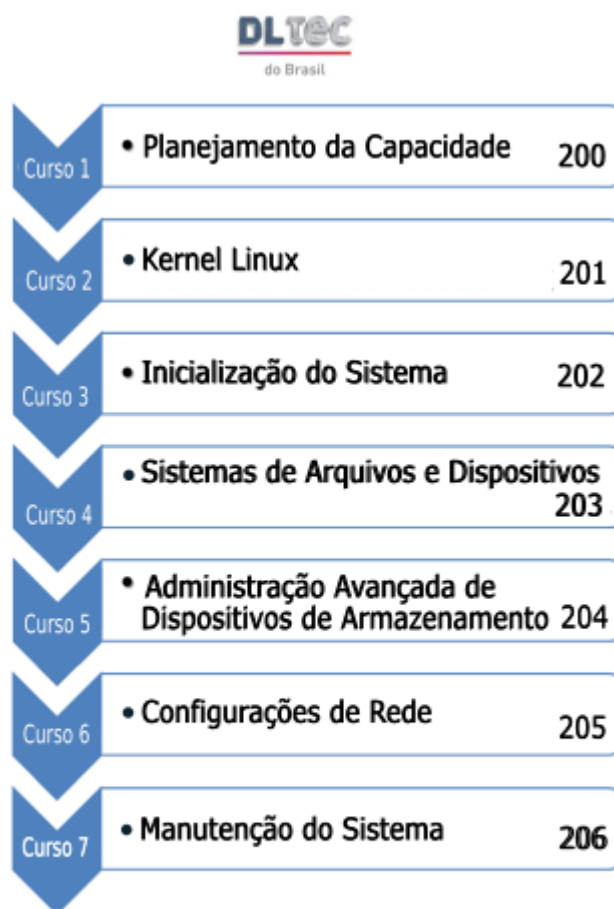 DLTEC
do Brasil
Curso 1
• Planejamento da Capacidade 200
Curso 2
• Kernel Linux 201
Curso 3
• Inicialização do Sistema 202
Curso 4
• Sistemas de Arquivos e Dispositivos
203
Curso 5
• Administração Avançada de
Dispositivos de Armazenamento 204
Curso 6
• Configurações de Rede 205
Curso 7
• Manutenção do Sistema 206